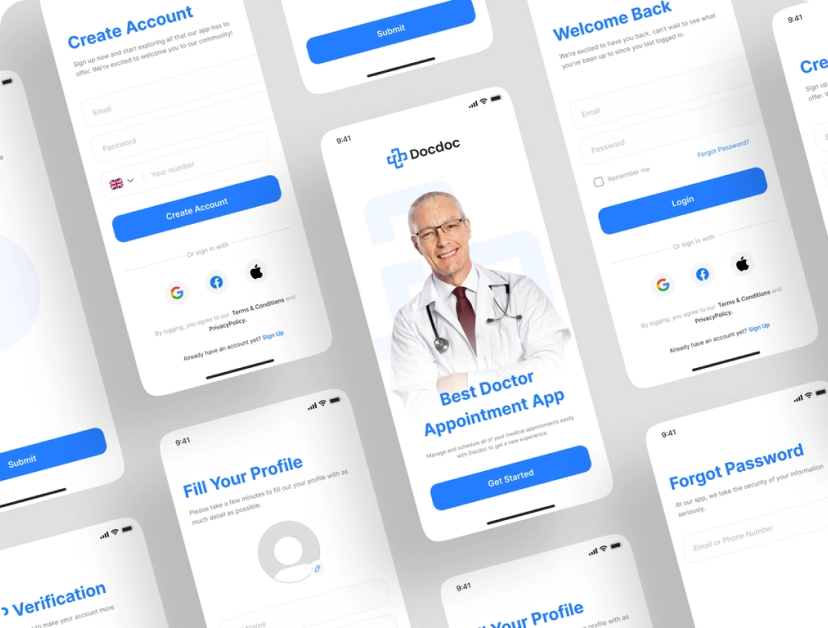 Create Account
Sign up now and start exploring all that our app has to
offer. We're excited to welcome you to our community!
Email
Password
Your number
Create Account
Or sign in with
By logging, you agree to our Terms & Conditions and
PrivacyPolicy.
Already have an account yet? Sign Up
Submit
Welcome Back
We're excited to have you back, can't wait to see what
you've been up to since you last logged in.
Email
Password
Remember me
Forgot Password?
Login
Or sign in with
By logging, you agree to our Terms & Conditions and
PrivacyPolicy.
Already have an account yet? Sign Up
9:41
Cre
Sign up
offer. W
9:41
Docdoc
Best Doctor
Appointment App
Manage and schedule all of your medical appointments easily
with Docdoc to get a new experience.
Get Started
Submit
Verification
to make your account more
9:41
Fill Your Profile
Please take a few minutes to fill out your profile with as
much detail as possible.
Name
9:41
Your Profile
9:41
Forgot Password
At our app, we take the security of your information
seriously.
Email or Phone Number